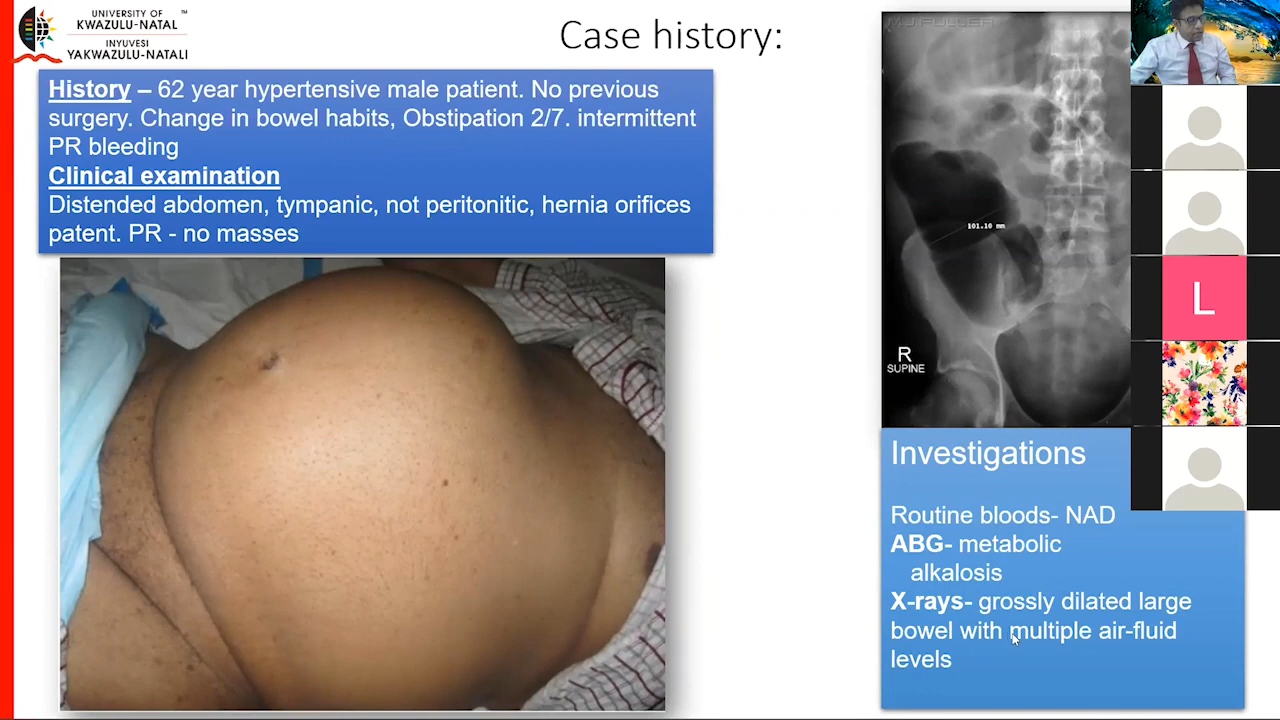 UNIVERSITY OF
KWAZULU-NATAL ™
INYUVESI
YAKWAZULU-NATALI
Case history:
History – 62 year hypertensive male patient. No previous
surgery. Change in bowel habits, Obstipation 2/7. intermittent
PR bleeding
Clinical examination
Distended abdomen, tympanic, not peritonitic, hernia orifices
patent. PR - no masses
MJ FULLER
101.10 mm
R
SUPINE
L
Investigations
Routine bloods- NAD
ABG- metabolic
alkalosis
X-rays- grossly dilated large
bowel with multiple air-fluid
levels